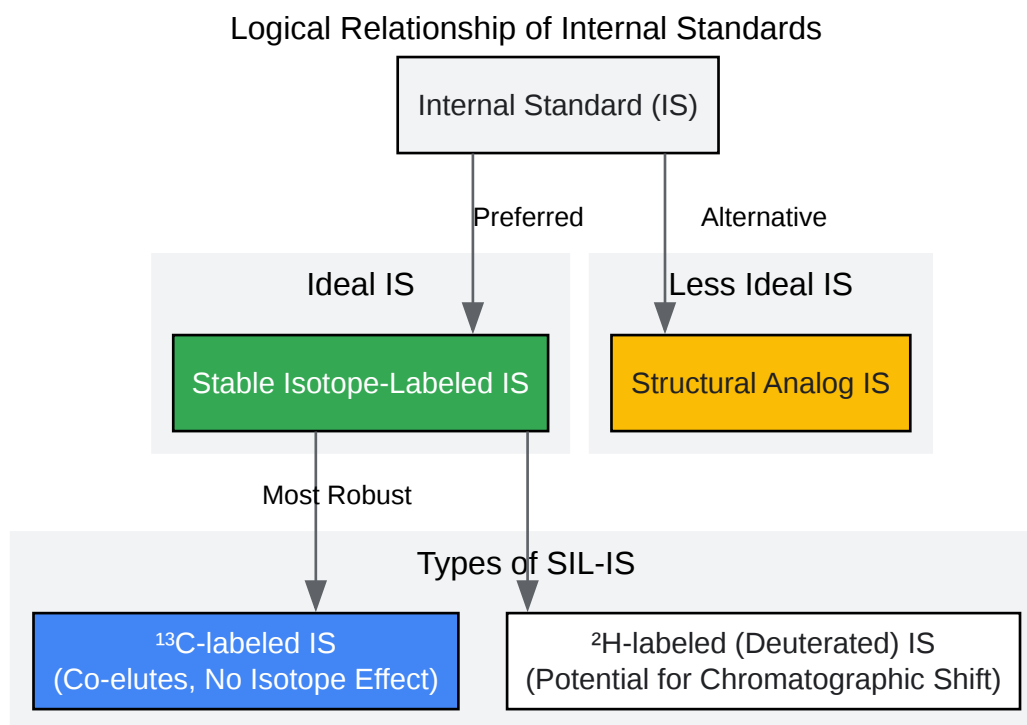 Logical Relationship of Internal Standards
Internal Standard (IS)
Preferred
Alternative
Ideal IS
Less Ideal IS
Stable Isotope-Labeled IS
Structural Analog IS
Most Robust
Types of SIL-IS
¹³C-labeled IS
(Co-elutes, No Isotope Effect)
²H-labeled (Deuterated) IS
(Potential for Chromatographic Shift)